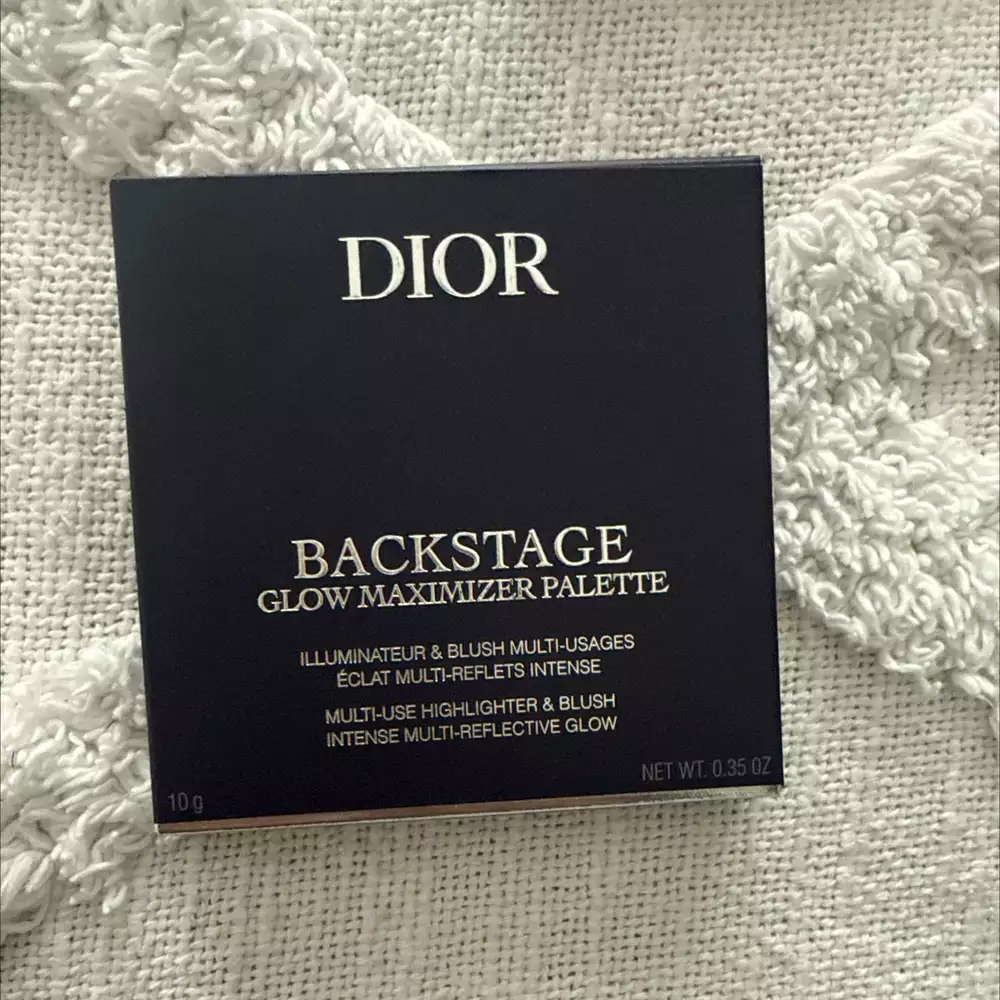 DIOR
BACKSTAGE
GLOW MAXIMIZER PALETTE
ILLUMINATEUR & BLUSH MULTI-USAGES
ÉCLAT MULTI-REFLETS INTENSE
MULTI-USE HIGHLIGHTER & BLUSH
INTENSE MULTI-REFLECTIVE GLOW
10 g
NET WT. 0.35 OZ